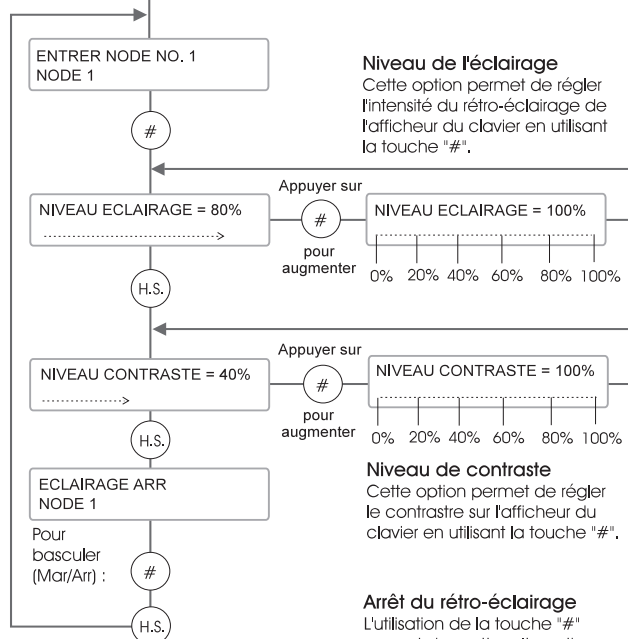 ENTRER NODE NO. 1
NODE 1
#
Niveau de l'éclairage
Cette option permet de régler
l'intensité du rétro-éclairage de
l'afficheur du clavier en utilisant
la touche "#".
NIVEAU ECLAIRAGE = 80%
Appuyer sur
#
pour
augmenter
NIVEAU ECLAIRAGE = 100%
0% 20% 40% 60% 80% 100%
H.S.
NIVEAU CONTRASTE = 40%
Appuyer sur
#
pour
augmenter
NIVEAU CONTRASTE = 100%
0% 20% 40% 60% 80% 100%
H.S.
Niveau de contraste
Cette option permet de régler
le contrastre sur l'afficheur du
clavier en utilisant la touche "#".
ECLAIRAGE ARR
NODE 1
Pour
basculer
(Mar/Arr) :
#
H.S.
Arrêt du rétro-éclairage
L'utilisation de la touche "#"